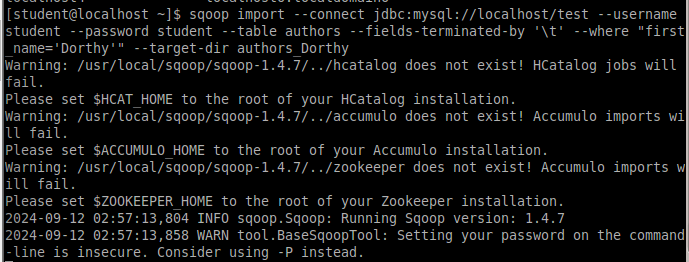 [student@localhost ~]$ sqoop import --connect jdbc:mysql://localhost/test --username
student --password student --table authors --fields-terminated-by '\t' --where "first
_name='Dorthy'" --target-dir authors_Dorthy
Warning: /usr/local/sqoop/sqoop-1.4.7/../hcatalog does not exist! HCatalog jobs will
fail.
Please set $HCAT_HOME to the root of your HCatalog installation.
Warning: /usr/local/sqoop/sqoop-1.4.7/../accumulo does not exist! Accumulo imports wi
ll fail.
Please set $ACCUMULO_HOME to the root of your Accumulo installation.
Warning: /usr/local/sqoop/sqoop-1.4.7/../zookeeper does not exist! Accumulo imports w
ill fail.
Please set $ZOOKEEPER_HOME to the root of your Zookeeper installation.
2024-09-12 02:57:13,804 INFO sqoop.Sqoop: Running Sqoop version: 1.4.7
2024-09-12 02:57:13,858 WARN tool.BaseSqoopTool: Setting your password on the command
-line is insecure. Consider using -P instead.